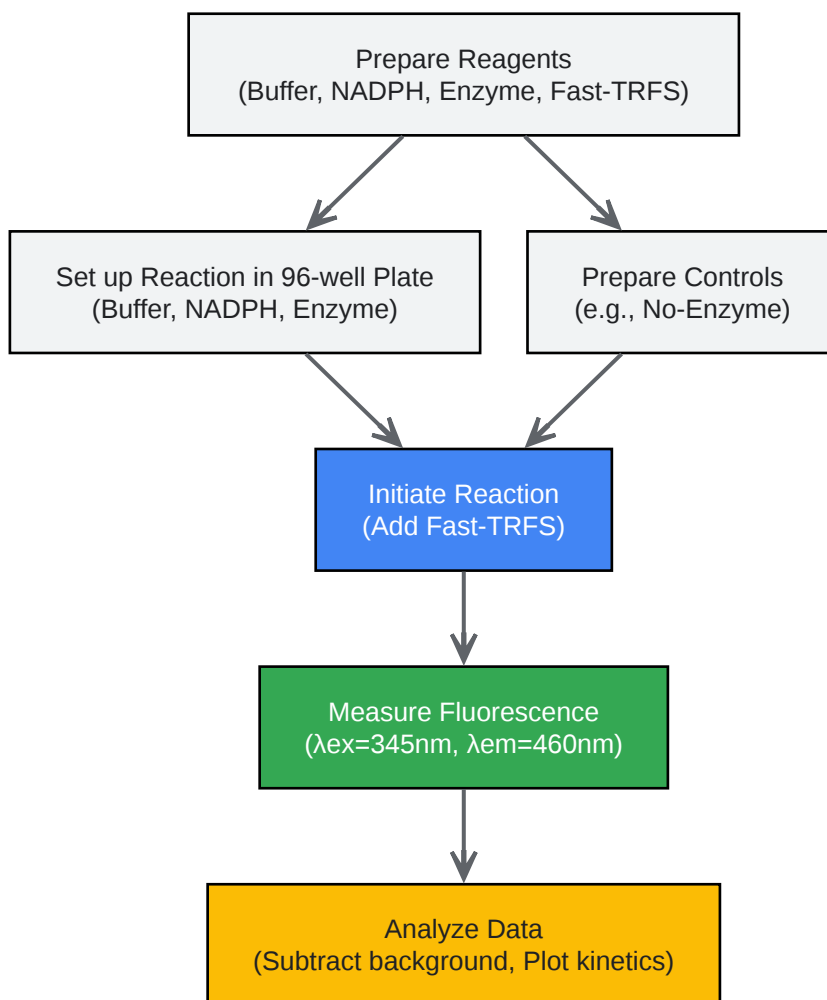 Prepare Reagents
(Buffer, NADPH, Enzyme, Fast-TRFS)
Set up Reaction in 96-well Plate
(Buffer, NADPH, Enzyme)
Prepare Controls
(e.g., No-Enzyme)
Initiate Reaction
(Add Fast-TRFS)
Measure Fluorescence
(λex=345nm, λem=460nm)
Analyze Data
(Subtract background, Plot kinetics)